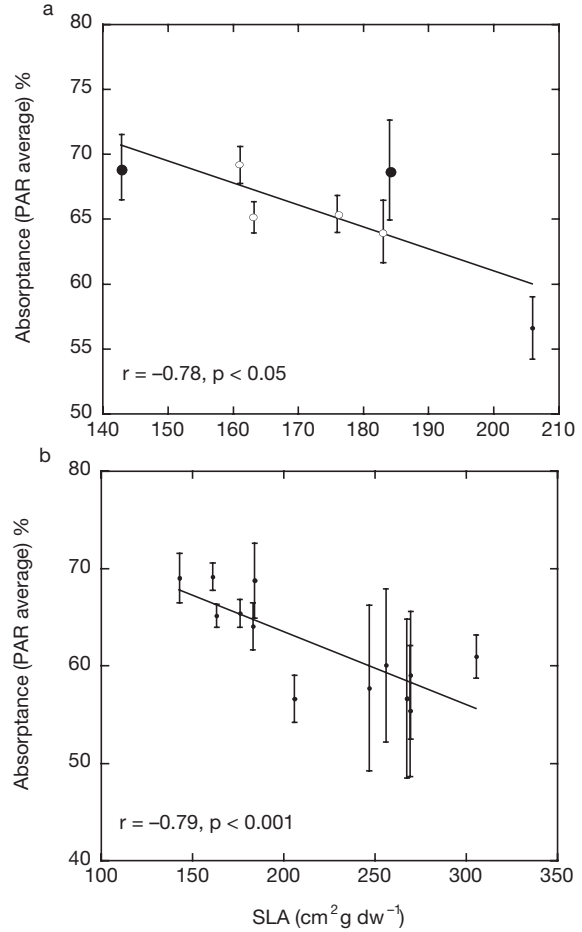 a
80
75
70
65
60
55
50
Absorptance (PAR average) %
r = –0.78, p < 0.05
140 150 160 170 180 190 200 210
b
80
70
60
50
40
Absorptance (PAR average) %
r = –0.79, p < 0.001
100 150 200 250 300 350
SLA (cm² g dw⁻¹)